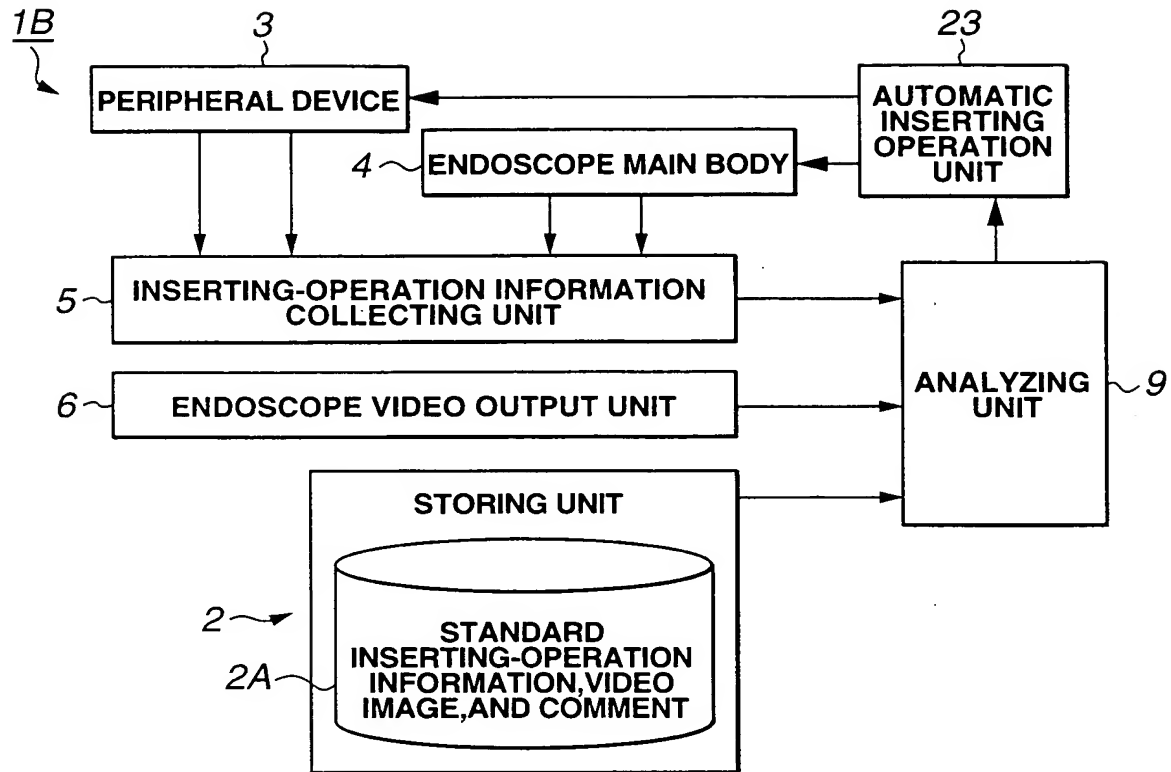 1B
3
23
PERIPHERAL DEVICE
AUTOMATIC
INSERTING
OPERATION
UNIT
4
ENDOSCOPE MAIN BODY
5
INSERTING-OPERATION INFORMATION
COLLECTING UNIT
6
ENDOSCOPE VIDEO OUTPUT UNIT
ANALYZING
UNIT
9
STORING UNIT
2
2A
STANDARD
INSERTING-OPERATION
INFORMATION,VIDEO
IMAGE,AND COMMENT